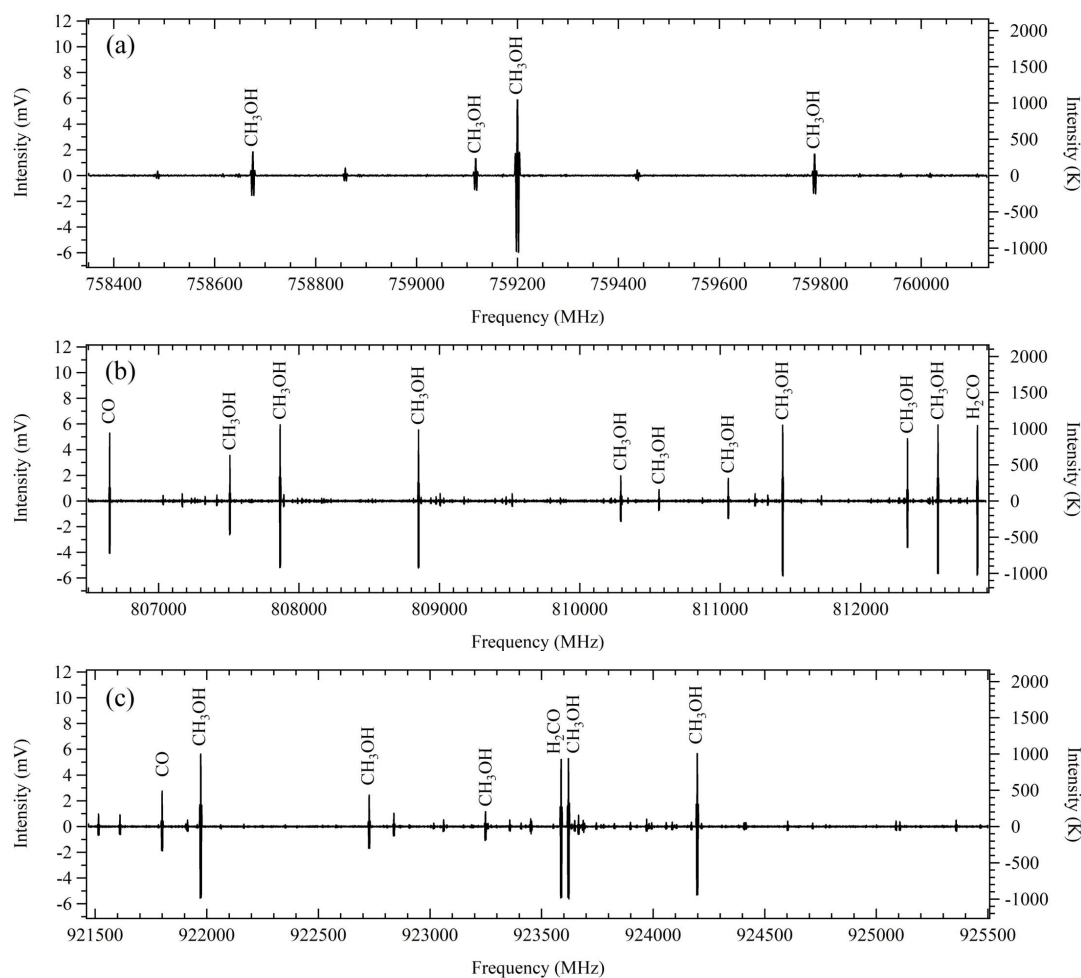 (a)
CH₃OH
CH₃OH
CH₃OH
CH₃OH
12
10
8
6
4
2
0
-2
-4
-6
Intensity (mV)
2000
1500
1000
500
0
-500
-1000
Intensity (K)
758400 758600 758800 759000 759200 759400 759600 759800 760000
Frequency (MHz)
(b)
CO
CH₃OH
CH₃OH
CH₃OH
CH₃OH
CH₃OH
CH₃OH
CH₃OH
CH₃OH
CH₃OH
H₂CO
12
10
8
6
4
2
0
-2
-4
-6
Intensity (mV)
2000
1500
1000
500
0
-500
-1000
Intensity (K)
807000 808000 809000 810000 811000 812000
Frequency (MHz)
(c)
CO
CH₃OH
CH₃OH
CH₃OH
H₂CO
CH₃OH
CH₃OH
12
10
8
6
4
2
0
-2
-4
-6
Intensity (mV)
2000
1500
1000
500
0
-500
-1000
Intensity (K)
921500 922000 922500 923000 923500 924000 924500 925000 925500
Frequency (MHz)